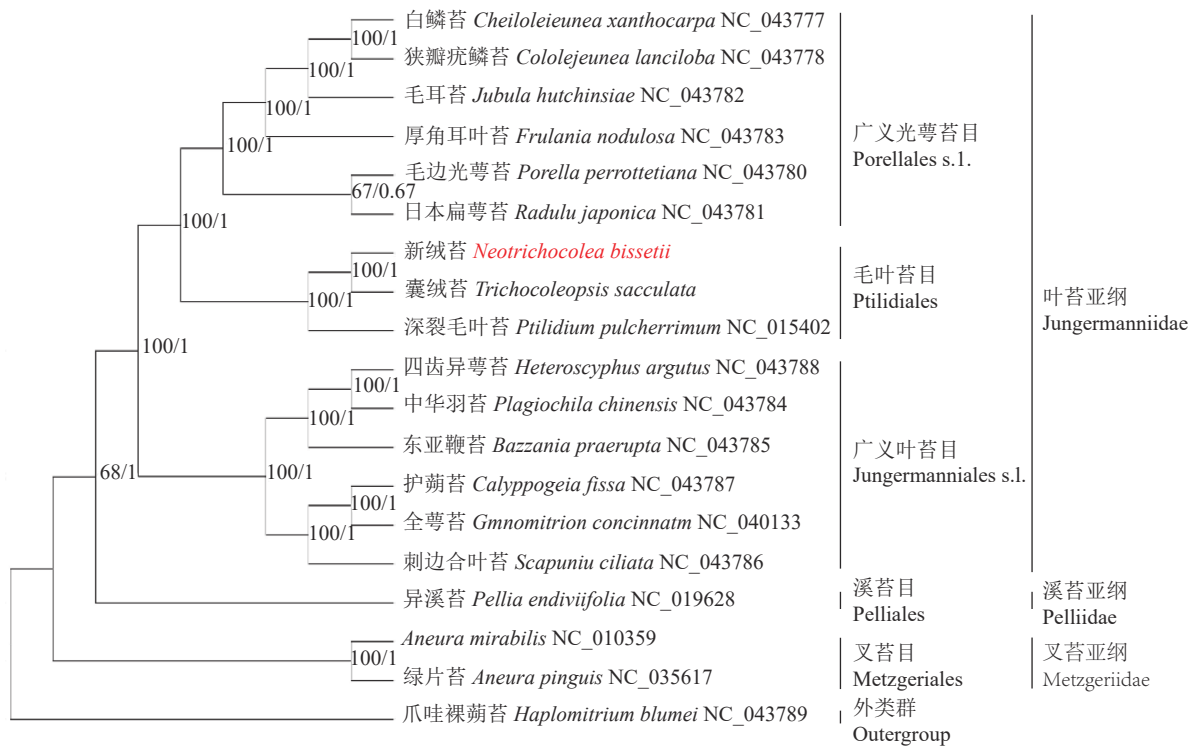 白鳞苔 Cheiloleieunea xanthocarpa NC_043777
100/1
狭瓣疣鳞苔 Cololejeunea lanciloba NC_043778
100/1
毛耳苔 Jubula hutchinsiae NC_043782
100/1
厚角耳叶苔 Frulania nodulosa NC_043783
100/1
毛边光萼苔 Porella perrottetiana NC_043780
67/0.67
日本扁萼苔 Radulu japonica NC_043781
100/1
广义光萼苔目
Porellales s.1.
新绒苔 Neotrichocolea bissetii
100/1
囊绒苔 Trichocoleopsis sacculata
100/1
深裂毛叶苔 Ptilidium pulcherrimum NC_015402
毛叶苔目
Ptilidiales
叶苔亚纲
Jungermanniidae
100/1
四齿异萼苔 Heteroscyphus argutus NC_043788
100/1
中华羽苔 Plagiochila chinensis NC_043784
100/1
东亚鞭苔 Bazzania praerupta NC_043785
广义叶苔目
Jungermanniales s.l.
68/1
100/1
护蒴苔 Calyppogeia fissa NC_043787
100/1
全萼苔 Gmnomitrion concinnatm NC_040133
100/1
刺边合叶苔 Scapuniu ciliata NC_043786
异溪苔 Pellia endiviifolia NC_019628
溪苔目
Pelliales
溪苔亚纲
Pelliidae
Aneura mirabilis NC_010359
100/1
绿片苔 Aneura pinguis NC_035617
叉苔目
Metzgeriales
叉苔亚纲
Metzgeriidae
爪哇裸蒴苔 Haplomitrium blumei NC_043789
外类群
Outergroup